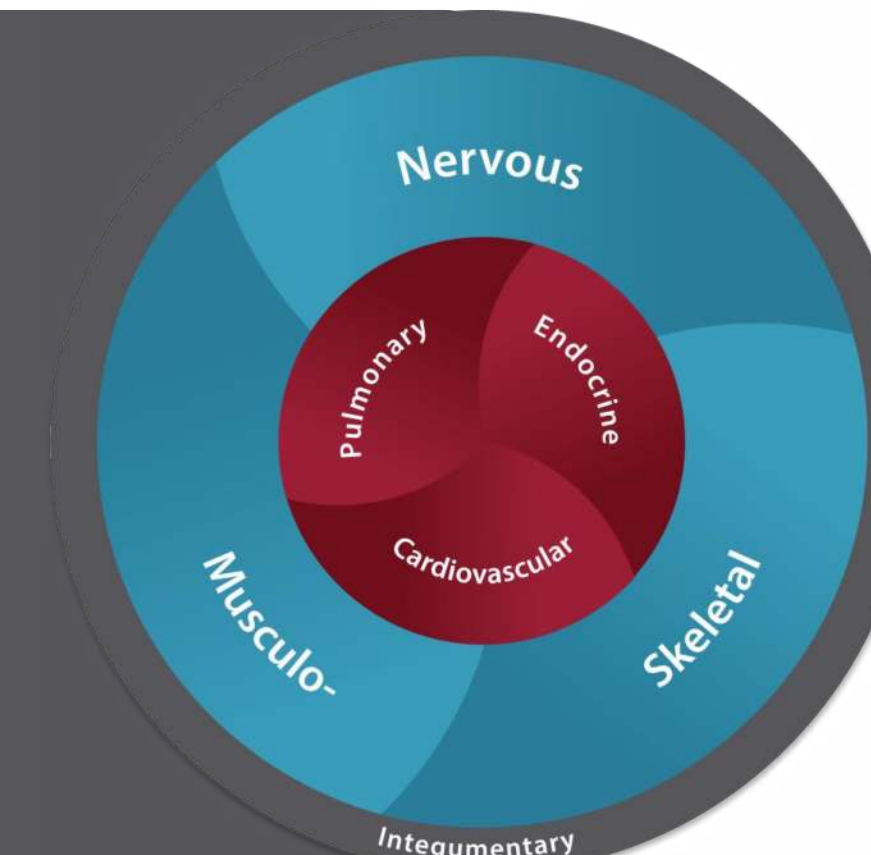 Nervous
Pulmonary
Endocrine
Cardiovascular
Musculo-
Skeletal
Integumentary